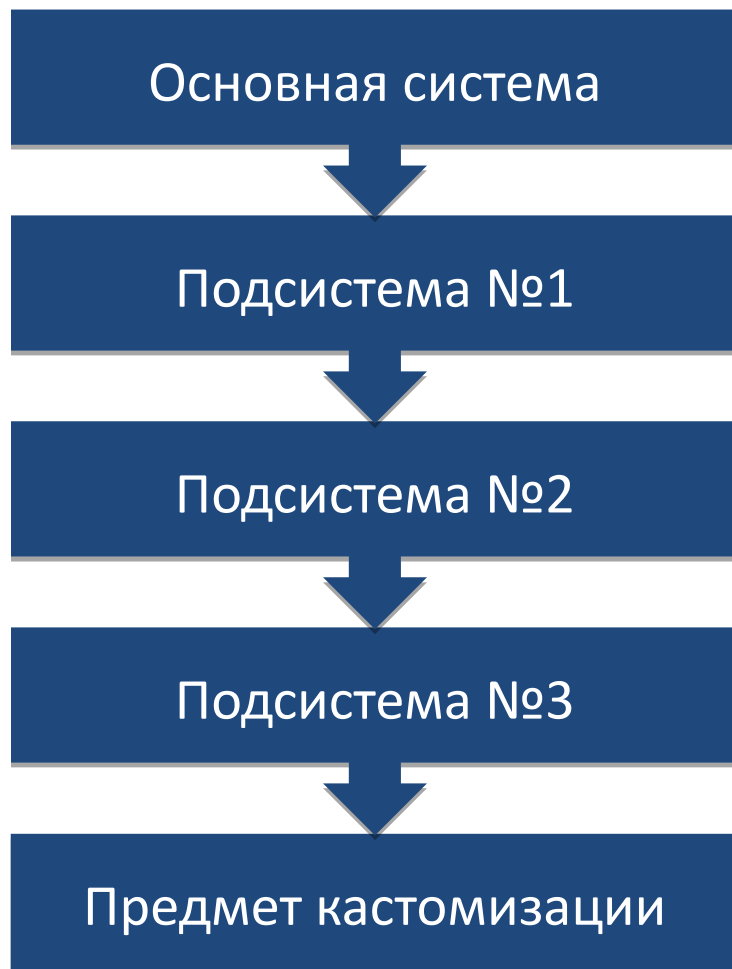 Основная система
Подсистема №1
Подсистема №2
Подсистема №3
Предмет кастомизации